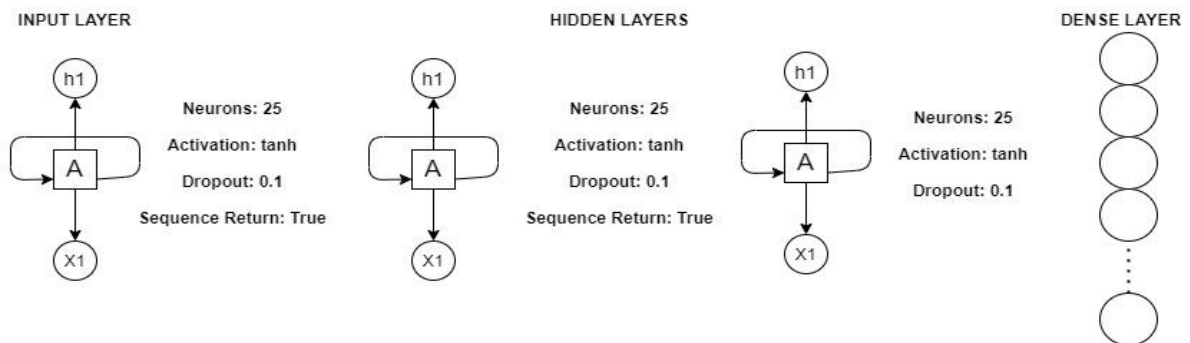 INPUT LAYER
HIDDEN LAYERS
DENSE LAYER
h1
A
X1
Neurons: 25
Activation: tanh
Dropout: 0.1
Sequence Return: True
h1
A
X1
Neurons: 25
Activation: tanh
Dropout: 0.1
Sequence Return: True
h1
A
X1
Neurons: 25
Activation: tanh
Dropout: 0.1